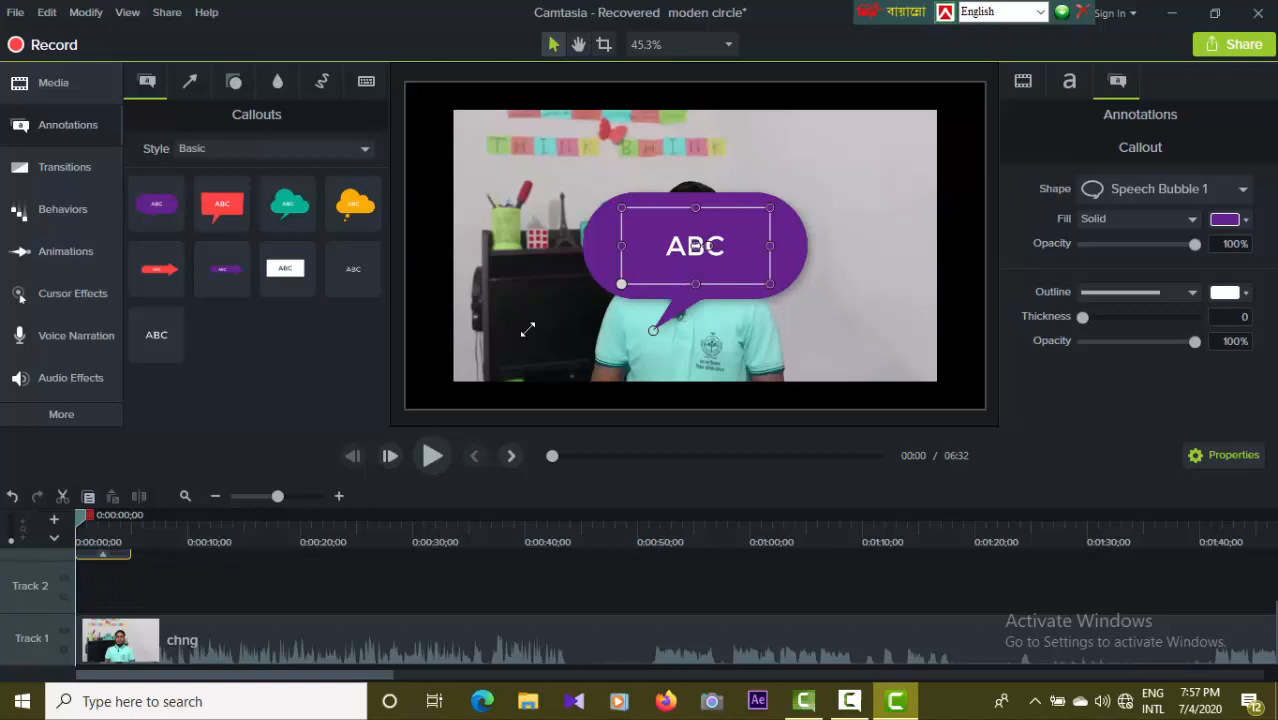 File Edit Modify View Share Help
Camtasia - Recovered moden circle*
বায়ান্নো
English
Sign In
Record
45.3%
Share
Media
Annotations
Transitions
Behaviors
Animations
Cursor Effects
Voice Narration
Audio Effects
More
Callouts
Style Basic
ABC ABC ABC ABC
ABC ABC ABC ABC
ABC
THINK BHINK
ABC
a
Annotations
Callout
Shape Speech Bubble 1
Fill Solid
Opacity 100%
Outline
Thickness 0
Opacity 100%
00:00 / 06:32
Properties
0:00:00;00
0:00:00;00 0:00:10;00 0:00:20;00 0:00:30;00 0:00:40;00 0:00:50;00 0:01:00;00 0:01:10;00 0:01:20;00 0:01:30;00 0:01:40;00
Track 2
Track 1
chng
Activate Windows
Go to Settings to activate Windows.
Type here to search
Ae
ENG
INTL
7:57 PM
7/4/2020
12